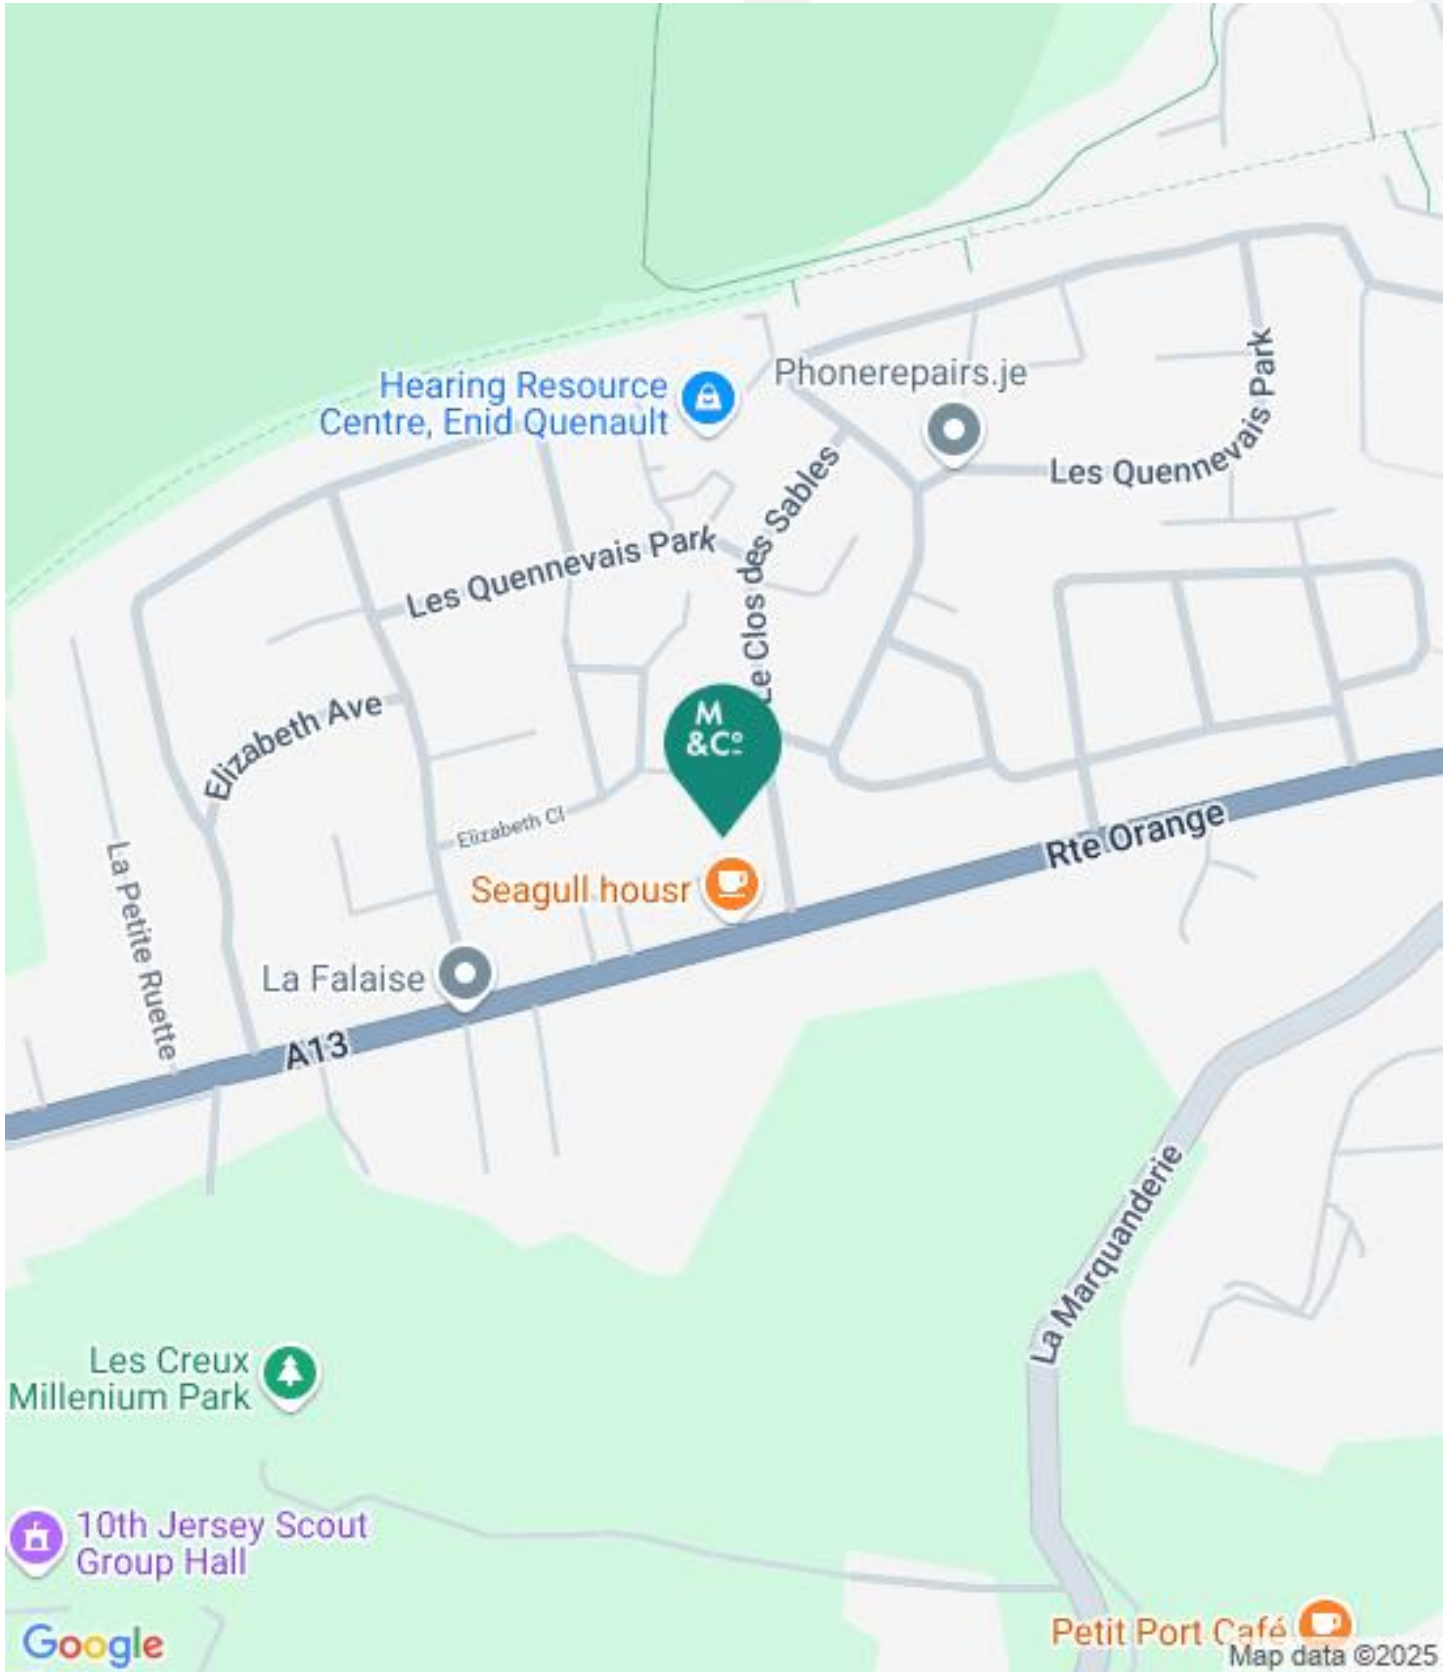 Phonerepairs.je
Hearing Resource
Centre, Enid Quenault
Les Quennevais Park
Le Clos des Sables
Les Quennevais Park
Elizabeth Ave
M
&Co
Elizabeth Cl
Rte Orange
La Petite Ruette
Seagull housr
La Falaise
A13
La Marquanderie
Les Creux
Millenium Park
10th Jersey Scout
Group Hall
Petit Port Café
Google
Map data ©2025